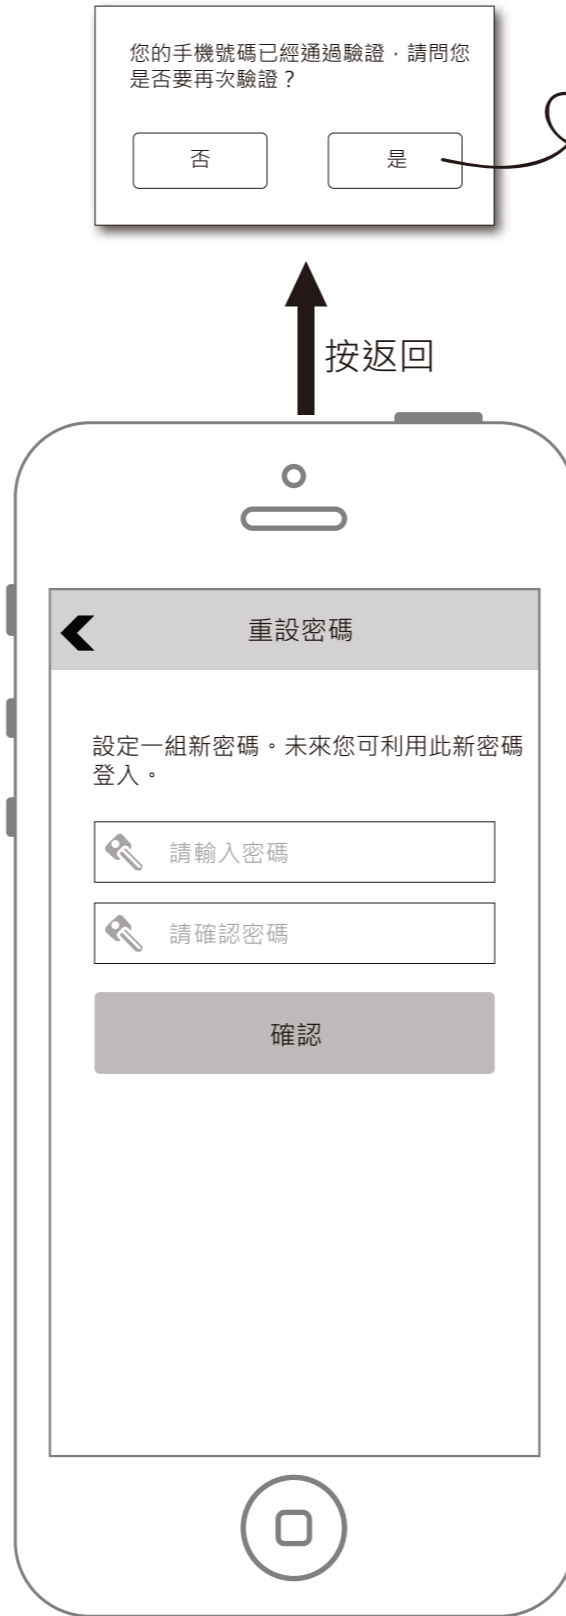 您的手機號碼已經通過驗證，請問您
是否要再次驗證？
否
是
按返回
重設密碼
設定一組新密碼。未來您可利用此新密碼
登入。
請輸入密碼
請確認密碼
確認